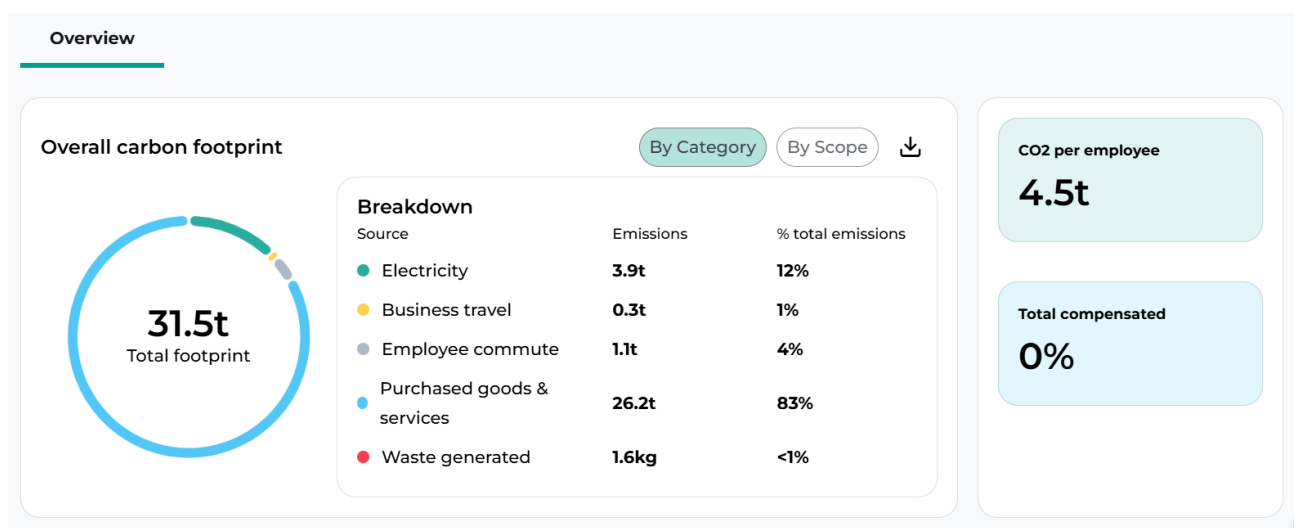 Overview
Overall carbon footprint
By Category
By Scope
31.5t
Total footprint
Breakdown
Source Emissions % total emissions
Electricity 3.9t 12%
Business travel 0.3t 1%
Employee commute 1.1t 4%
Purchased goods &
services 26.2t 83%
Waste generated 1.6kg <1%
CO2 per employee
4.5t
Total compensated
0%